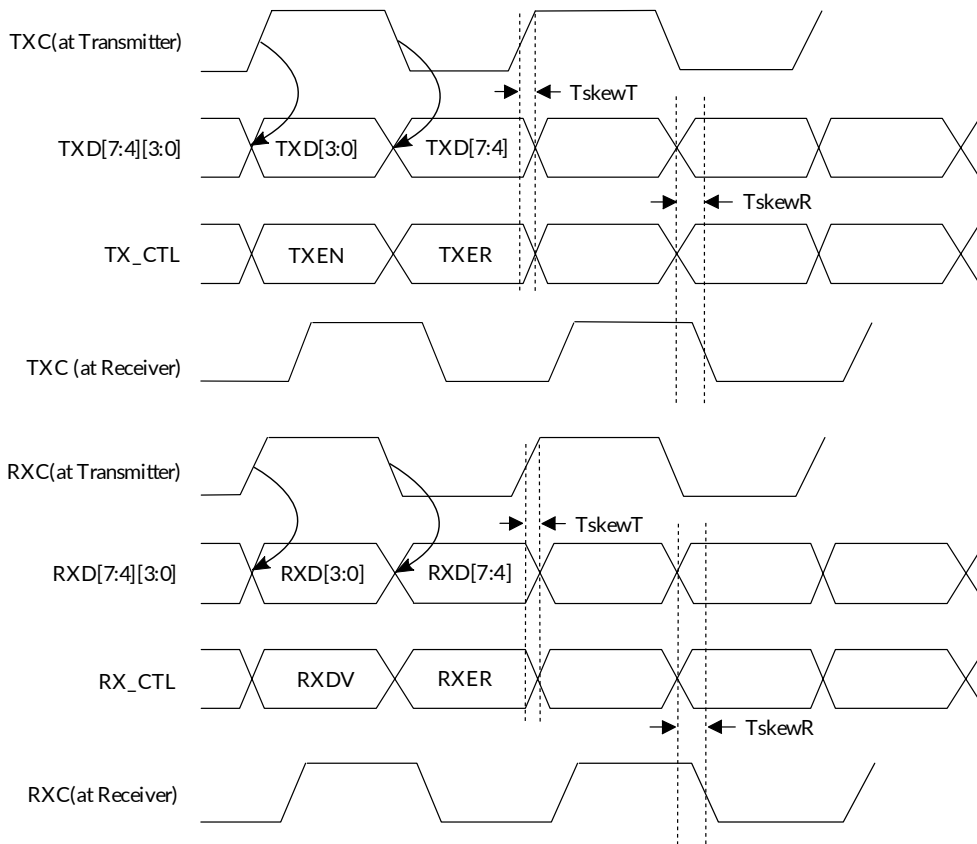 TXC(at Transmitter)
TskewT
TXD[7:4][3:0]
TXD[3:0]
TXD[7:4]
TskewR
TX_CTL
TXEN
TXER
TXC (at Receiver)
RXC(at Transmitter)
TskewT
RXD[7:4][3:0]
RXD[3:0]
RXD[7:4]
RX_CTL
RXDV
RXER
TskewR
RXC(at Receiver)